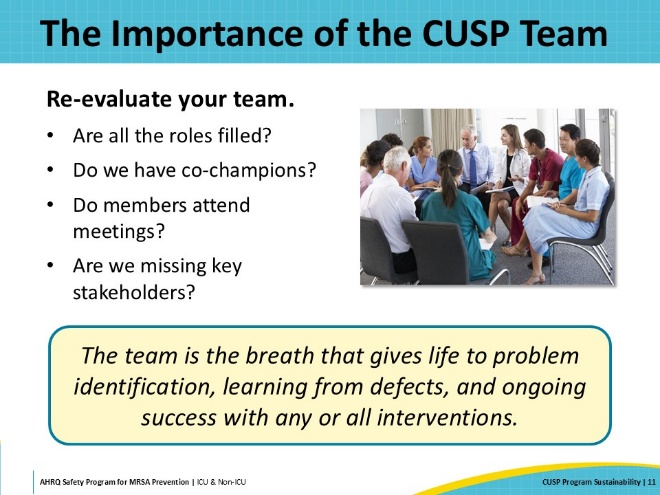 The Importance of the CUSP Team
Re-evaluate your team.
• Are all the roles filled?
• Do we have co-champions?
• Do members attend
meetings?
• Are we missing key
stakeholders?
The team is the breath that gives life to problem
identification, learning from defects, and ongoing
success with any or all interventions.
AHRQ Safety Program for MRSA Prevention | ICU & Non-ICU
CUSP Program Sustainability | 11